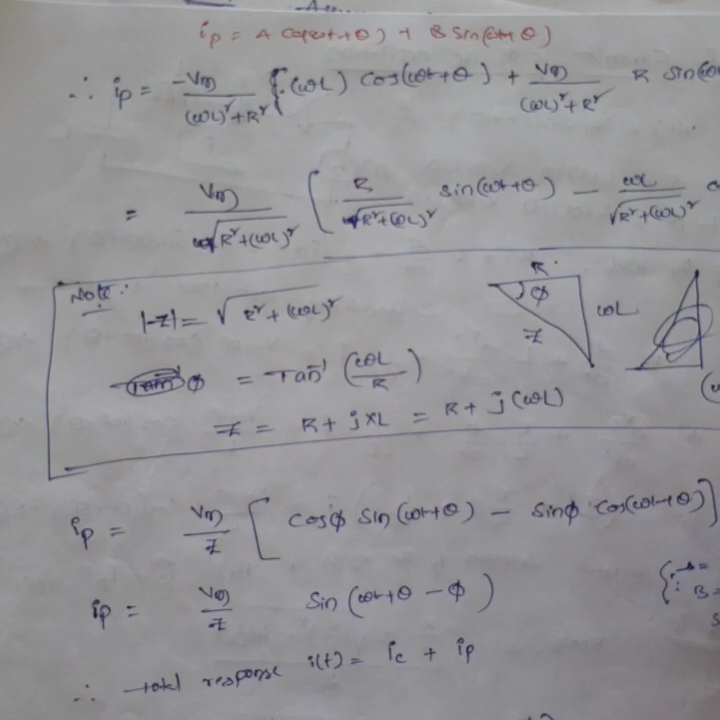 ip = A Cos(ωt+θ) + B Sin(ωt+θ)
∴ ip = -Vm/((ωL)²+R²) {(ωL) Cos(ωt+θ) + Vm/((ωL)²+R²) R Sin(ω
= Vm/√(R²+(ωL)²) [ R/√(R²+(ωL)²) sin(ωt+θ) - ωL/√(R²+(ωL)²)
Note:
|Z| = √(R²+(ωL)²)
φ = Tan⁻¹(ωL/R)
Z = R + jXL = R + j(ωL)
R
φ
ωL
Z
ip = Vm/Z [ cosφ Sin(ωt+θ) - Sinφ Cos(ωt+θ)]
ip = Vm/Z Sin(ωt+θ-φ)
B =
∴ total response i(t) = ic + ip